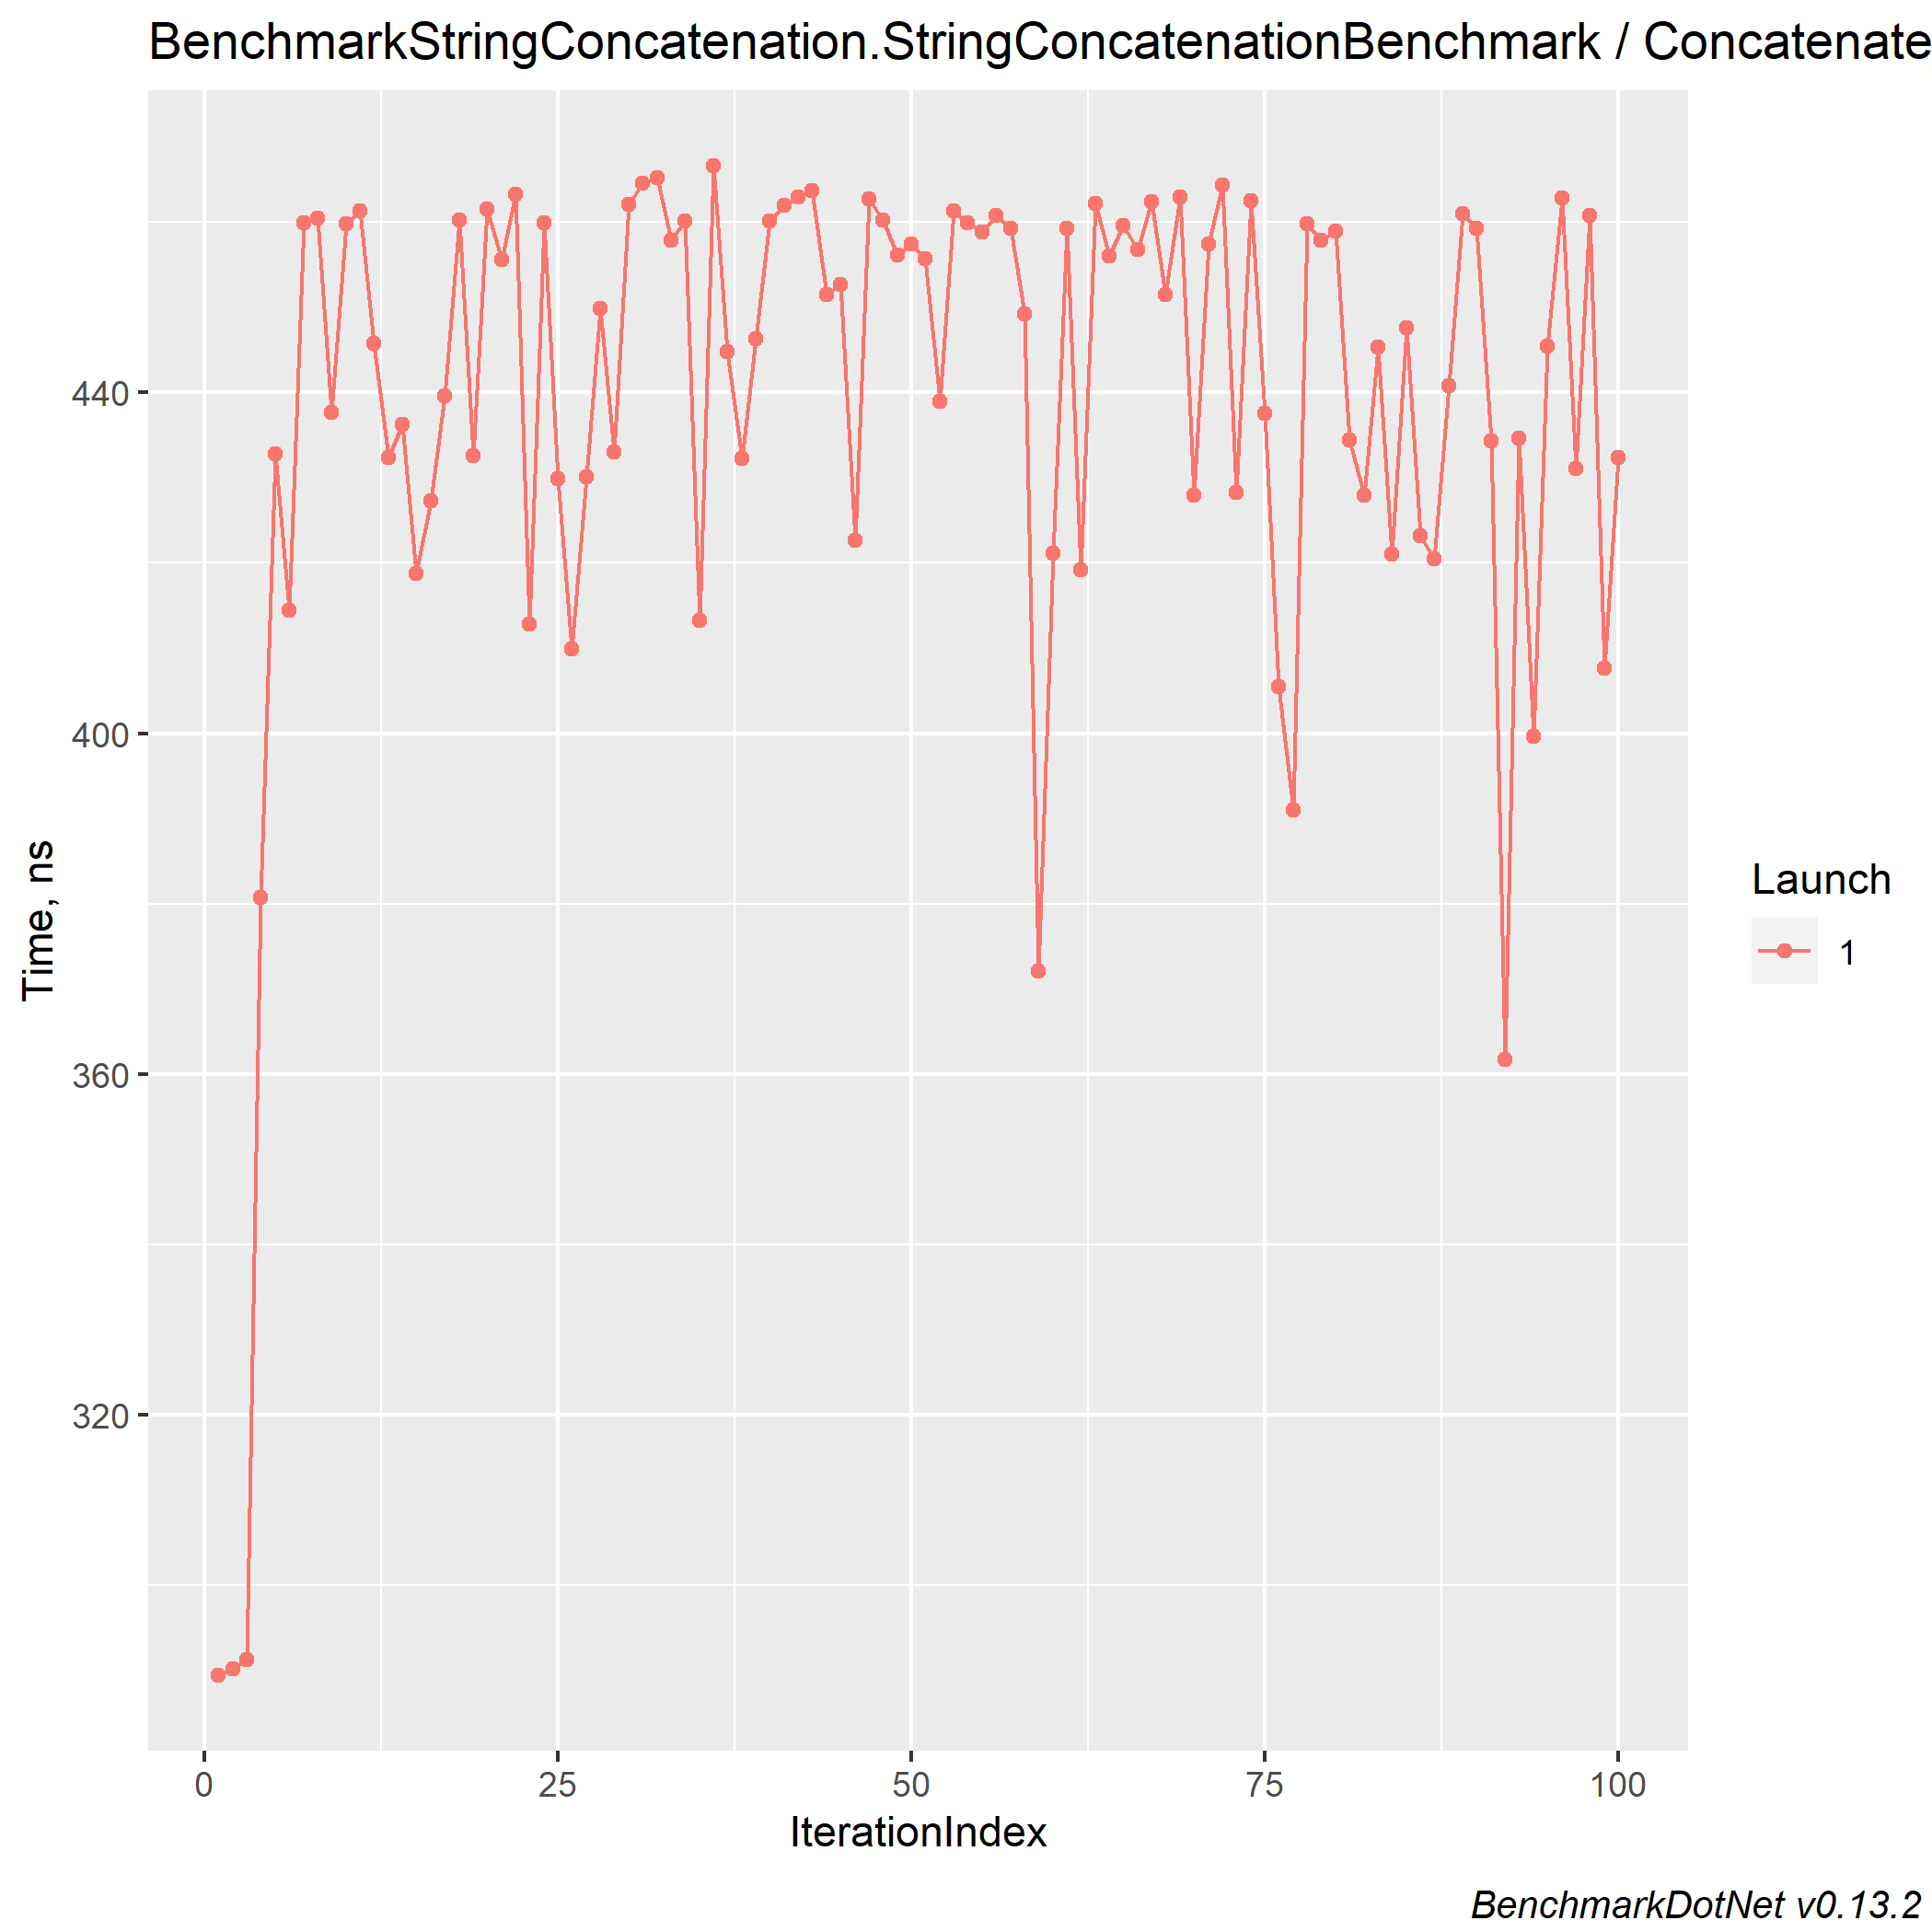 BenchmarkStringConcatenation.StringConcatenationBenchmark / Concatenate
Time, ns
440
400
360
320
0 25 50 75 100
IterationIndex
Launch
1
BenchmarkDotNet v0.13.2